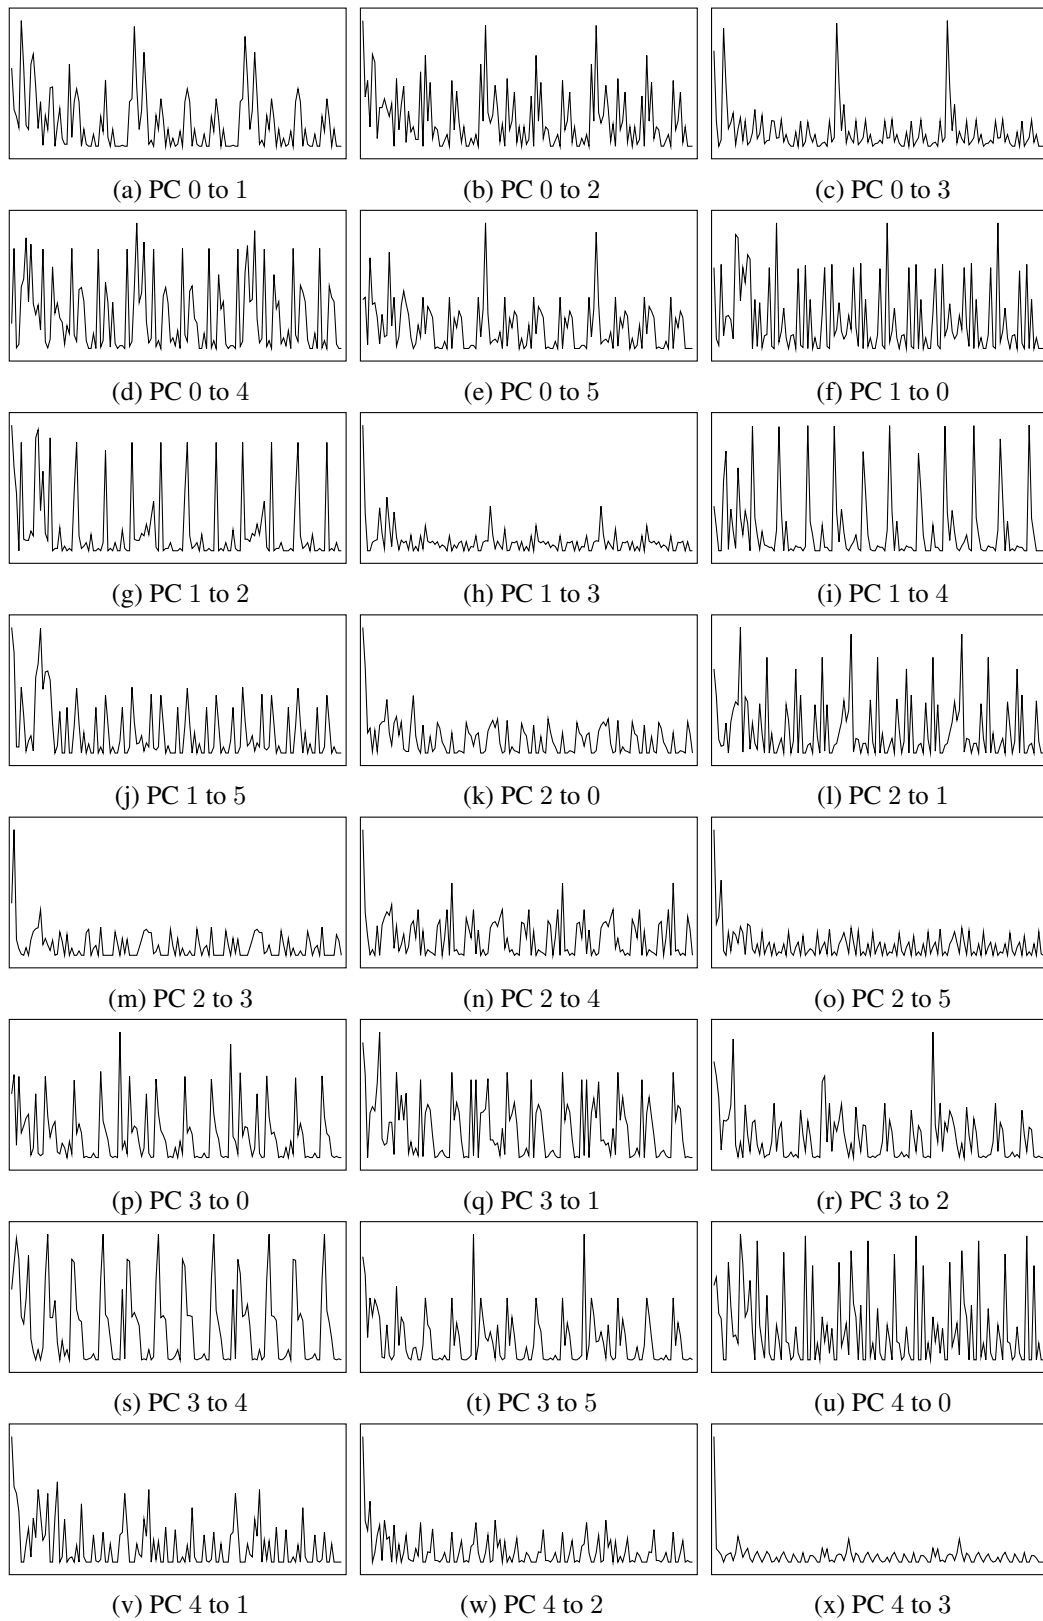 (a) PC 0 to 1 (b) PC 0 to 2 (c) PC 0 to 3
(d) PC 0 to 4 (e) PC 0 to 5 (f) PC 1 to 0
(g) PC 1 to 2 (h) PC 1 to 3 (i) PC 1 to 4
(j) PC 1 to 5 (k) PC 2 to 0 (l) PC 2 to 1
(m) PC 2 to 3 (n) PC 2 to 4 (o) PC 2 to 5
(p) PC 3 to 0 (q) PC 3 to 1 (r) PC 3 to 2
(s) PC 3 to 4 (t) PC 3 to 5 (u) PC 4 to 0
(v) PC 4 to 1 (w) PC 4 to 2 (x) PC 4 to 3